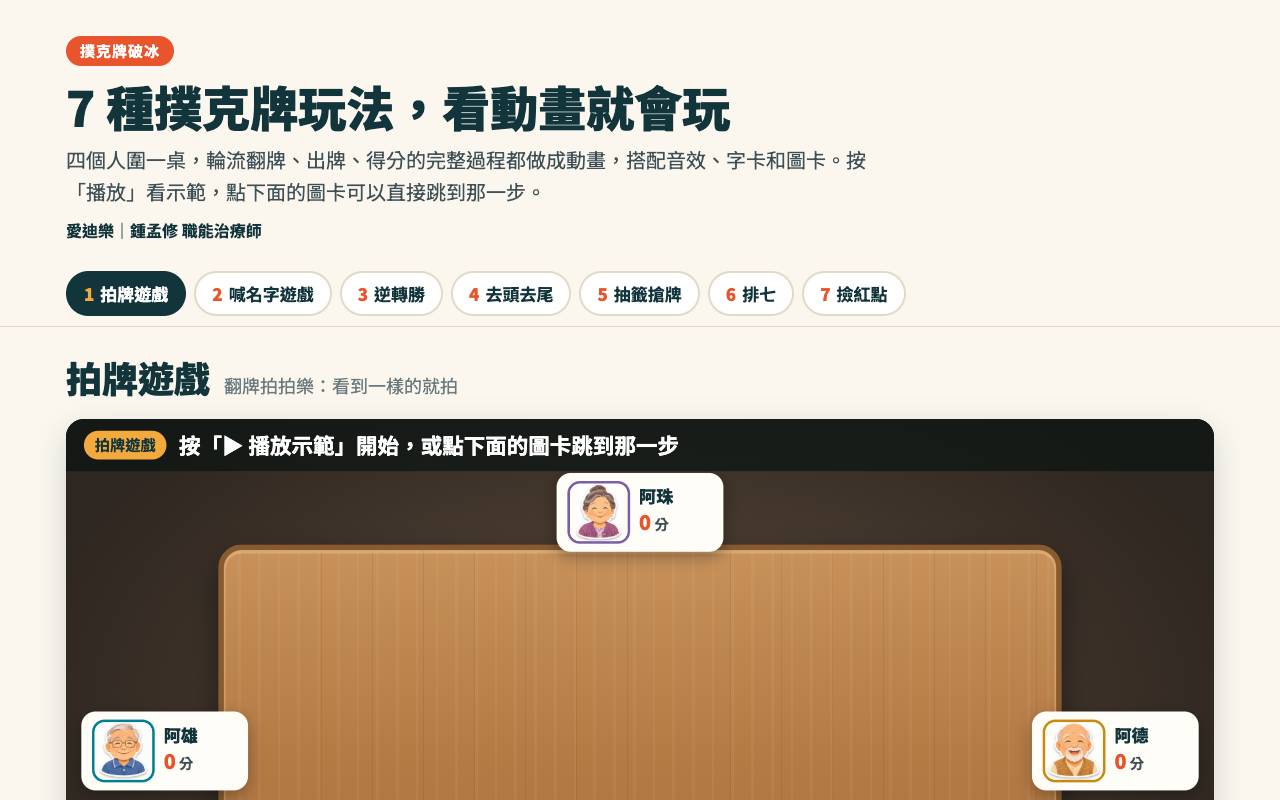 撲克牌破冰
7 種撲克牌玩法，看動畫就會玩
四個人圍一桌，輪流翻牌、出牌、得分的完整過程都做成動畫，搭配音效、字卡和圖卡。按
「播放」看示範，點下面的圖卡可以直接跳到那一步。
愛迪樂｜鍾孟修 職能治療師
1 拍牌遊戲 2 喊名字遊戲 3 逆轉勝 4 去頭去尾 5 抽籤搶牌 6 排七 7 撿紅點
拍牌遊戲 翻牌拍拍樂：看到一樣的就拍
拍牌遊戲 按「▶ 播放示範」開始，或點下面的圖卡跳到那一步
阿珠
0 分
阿雄
0 分
阿德
0 分